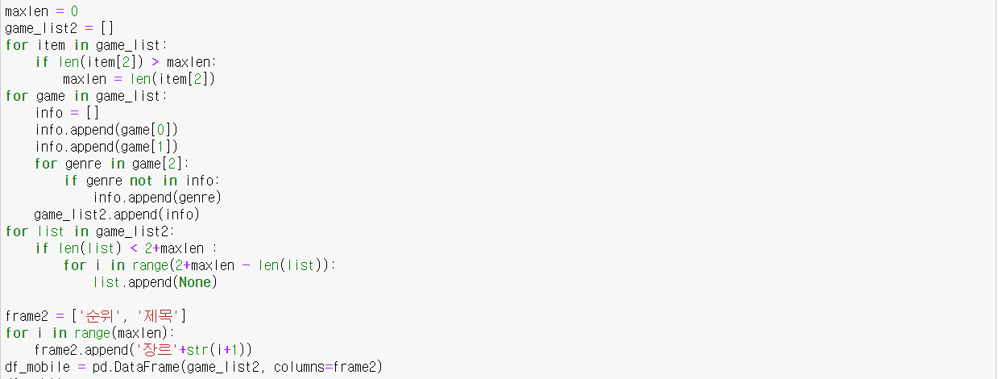 maxlen = 0
game_list2 = []
for item in game_list:
    if len(item[2]) > maxlen:
        maxlen = len(item[2])
for game in game_list:
    info = []
    info.append(game[0])
    info.append(game[1])
    for genre in game[2]:
        if genre not in info:
            info.append(genre)
    game_list2.append(info)
for list in game_list2:
    if len(list) < 2+maxlen :
        for i in range(2+maxlen - len(list)):
            list.append(None)
frame2 = ['순위', '제목']
for i in range(maxlen):
    frame2.append('장르'+str(i+1))
df_mobile = pd.DataFrame(game_list2, columns=frame2)